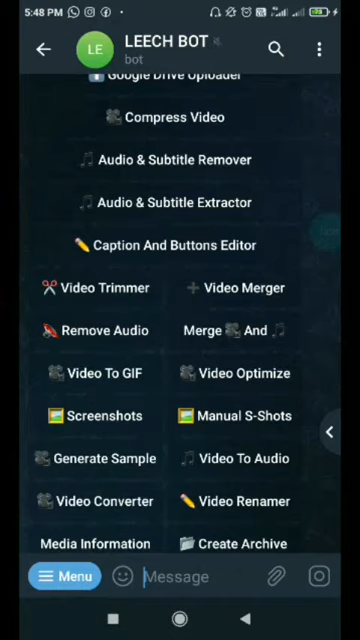 5:48 PM
LE
LEECH BOT
bot
Google Drive Uploader
Compress Video
Audio & Subtitle Remover
Audio & Subtitle Extractor
Caption And Buttons Editor
Video Trimmer
Video Merger
Remove Audio
Merge And
Video To GIF
Video Optimize
Screenshots
Manual S-Shots
Generate Sample
Video To Audio
Video Converter
Video Renamer
Media Information
Create Archive
Menu
Message